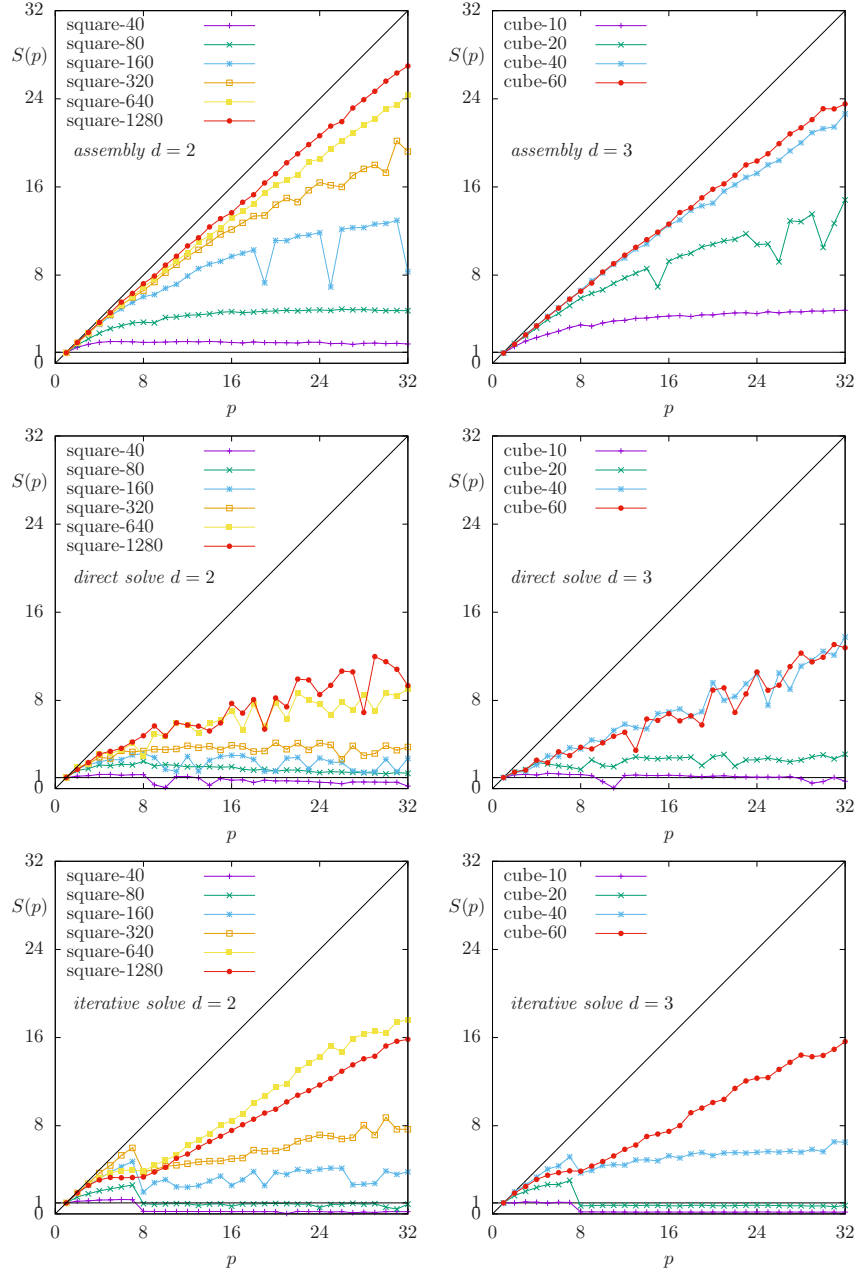 32
24
16
8
1
0
S(p)
square-40
square-80
square-160
square-320
square-640
square-1280
assembly d = 2
0 8 16 24 32
p
32
24
16
8
1
0
S(p)
cube-10
cube-20
cube-40
cube-60
assembly d = 3
0 8 16 24 32
p
32
24
16
8
1
0
S(p)
square-40
square-80
square-160
square-320
square-640
square-1280
direct solve d = 2
0 8 16 24 32
p
32
24
16
8
1
0
S(p)
cube-10
cube-20
cube-40
cube-60
direct solve d = 3
0 8 16 24 32
p
32
24
16
8
1
0
S(p)
square-40
square-80
square-160
square-320
square-640
square-1280
iterative solve d = 2
0 8 16 24 32
p
32
24
16
8
1
0
S(p)
cube-10
cube-20
cube-40
cube-60
iterative solve d = 3
0 8 16 24 32
p